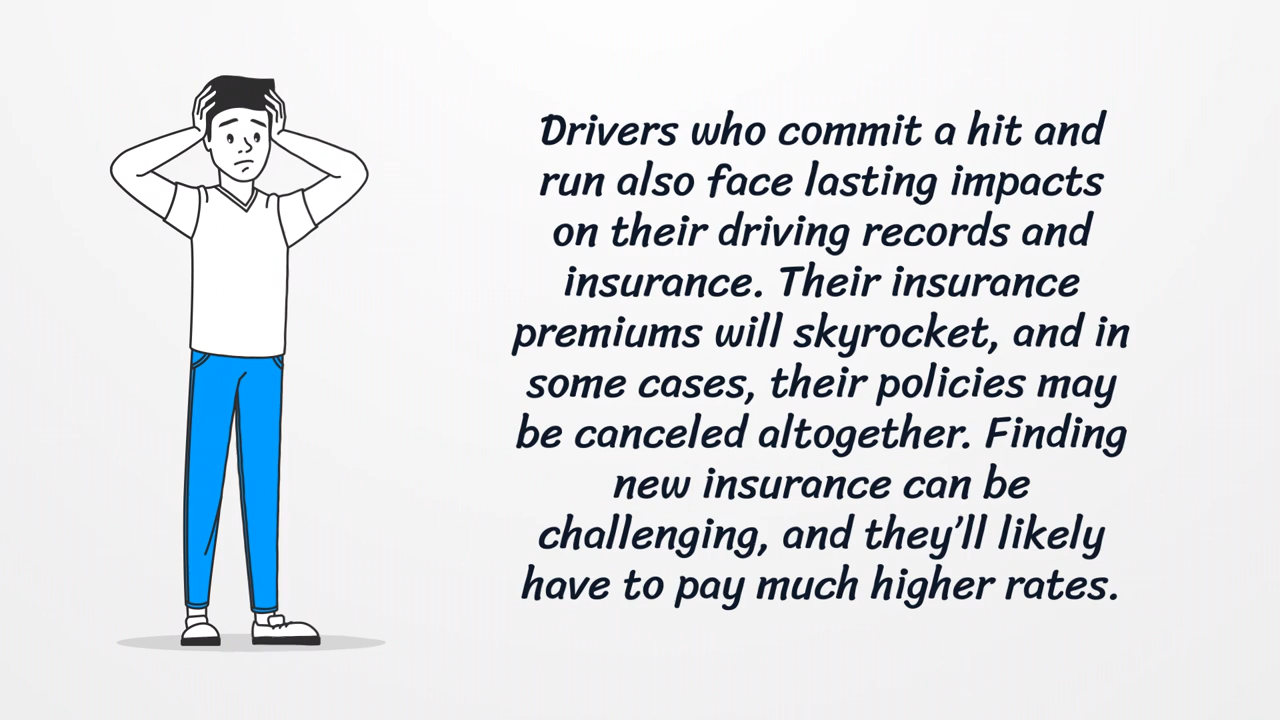 Drivers who commit a hit and
run also face lasting impacts
on their driving records and
insurance. Their insurance
premiums will skyrocket, and in
some cases, their policies may
be canceled altogether. Finding
new insurance can be
challenging, and they’ll likely
have to pay much higher rates.